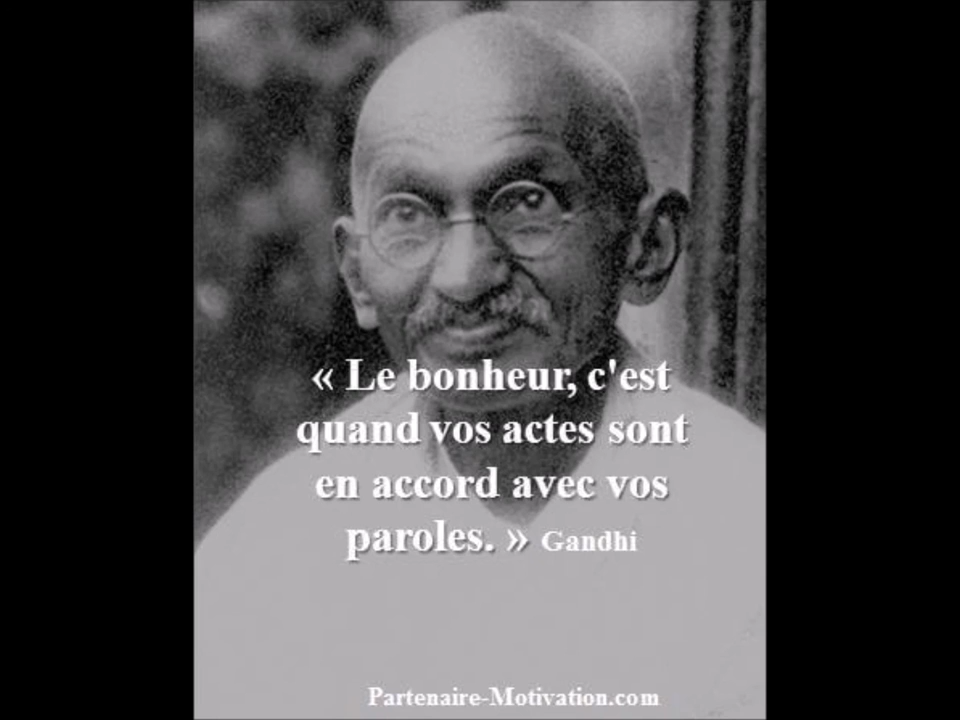 « Le bonheur, c'est
quand vos actes sont
en accord avec vos
paroles. » Gandhi
Partenaire-Motivation.com